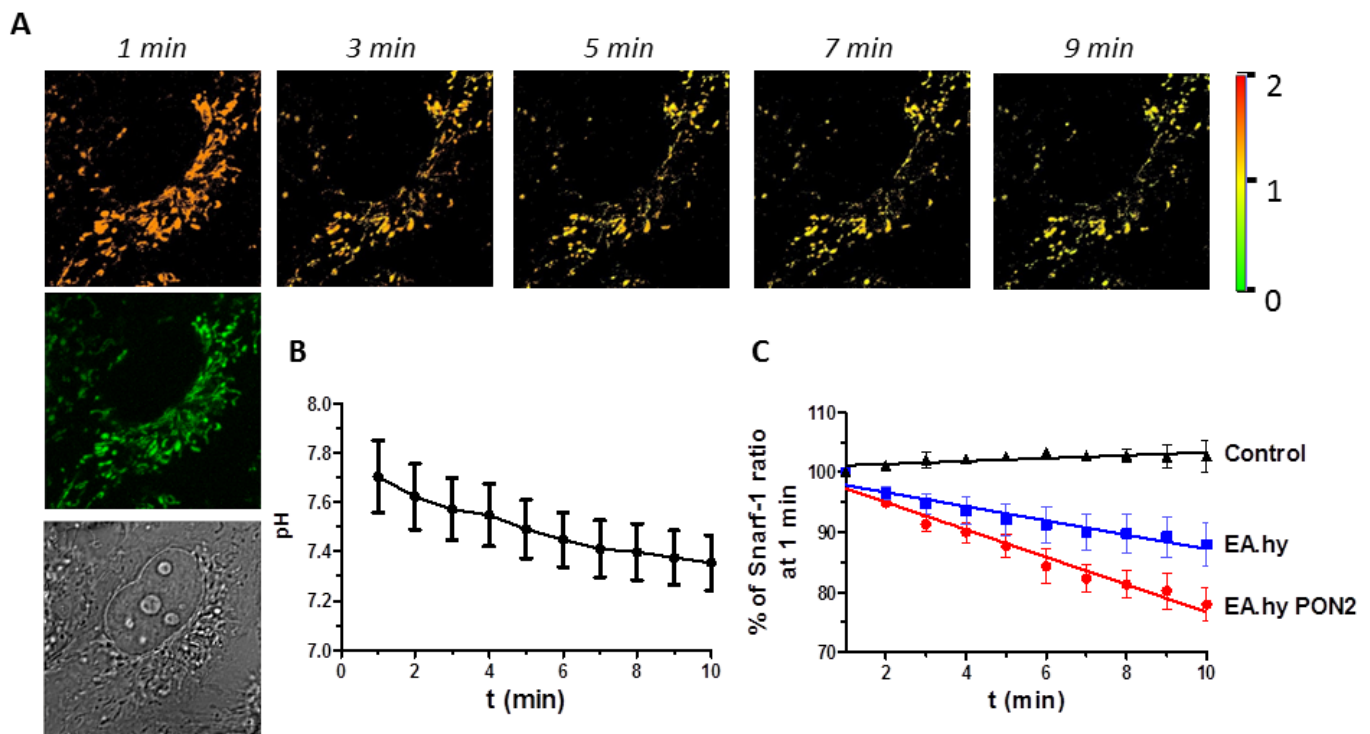 A
1 min 3 min 5 min 7 min 9 min
2
1
0
B
8.0
7.8
7.6
7.4
7.2
7.0
pH
0 2 4 6 8 10
t (min)
C
110
100
90
80
70
% of Snarf-1 ratio
at 1 min
2 4 6 8 10
t (min)
Control
EA.hy
EA.hy PON2